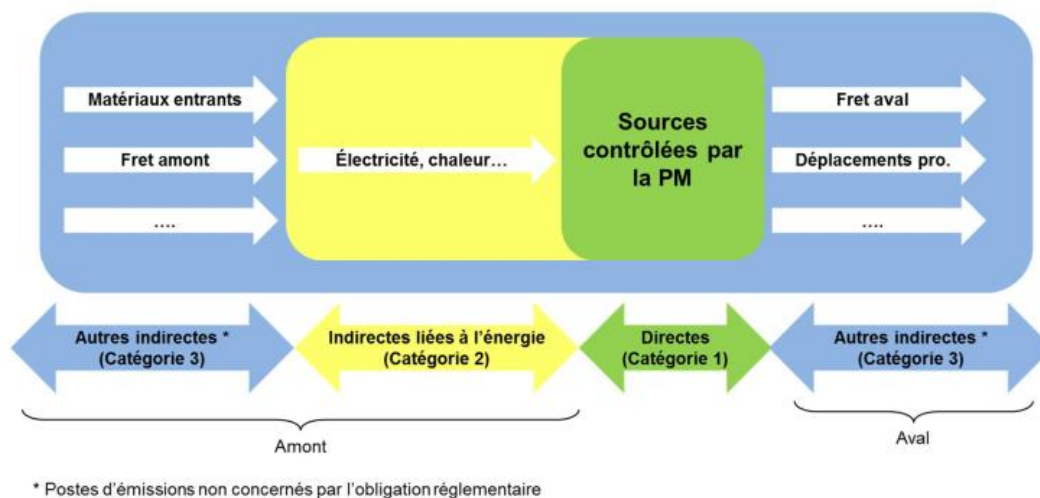 Matériaux entrants
Fret amont
....
Électricité, chaleur…
Sources
contrôlées par
la PM
Fret aval
Déplacements pro.
....
Autres indirectes *
(Catégorie 3)
Indirectes liées à l'énergie
(Catégorie 2)
Directes
(Catégorie 1)
Autres indirectes *
(Catégorie 3)
Amont
Aval
* Postes d'émissions non concernés par l'obligation réglementaire